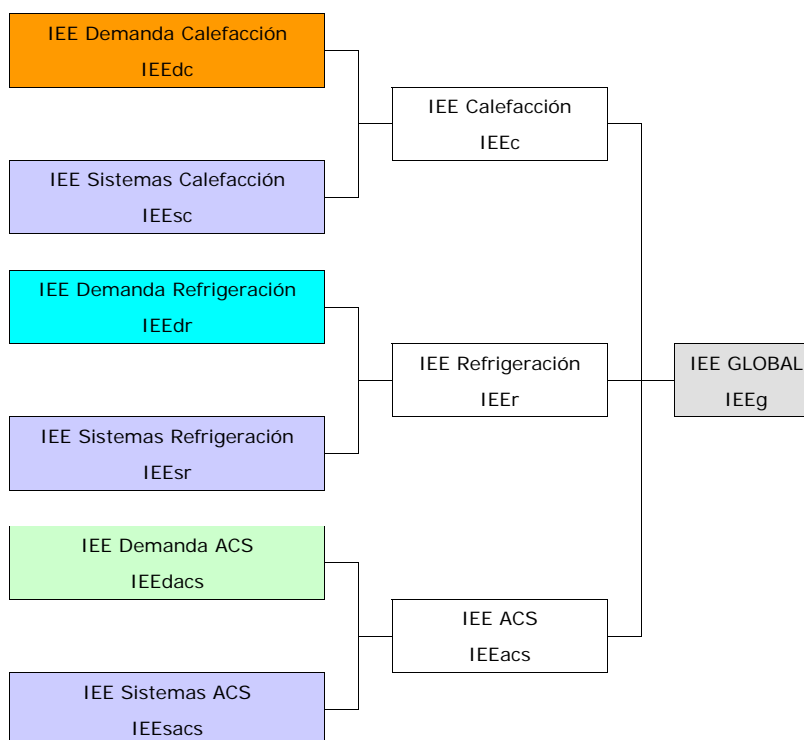 IEE Demanda Calefacción
IEEdc
IEE Sistemas Calefacción
IEEsc
IEE Calefacción
IEEc
IEE Demanda Refrigeración
IEEdr
IEE Sistemas Refrigeración
IEEsr
IEE Refrigeración
IEEr
IEE Demanda ACS
IEEdacs
IEE Sistemas ACS
IEEsacs
IEE ACS
IEEacs
IEE GLOBAL
IEEg